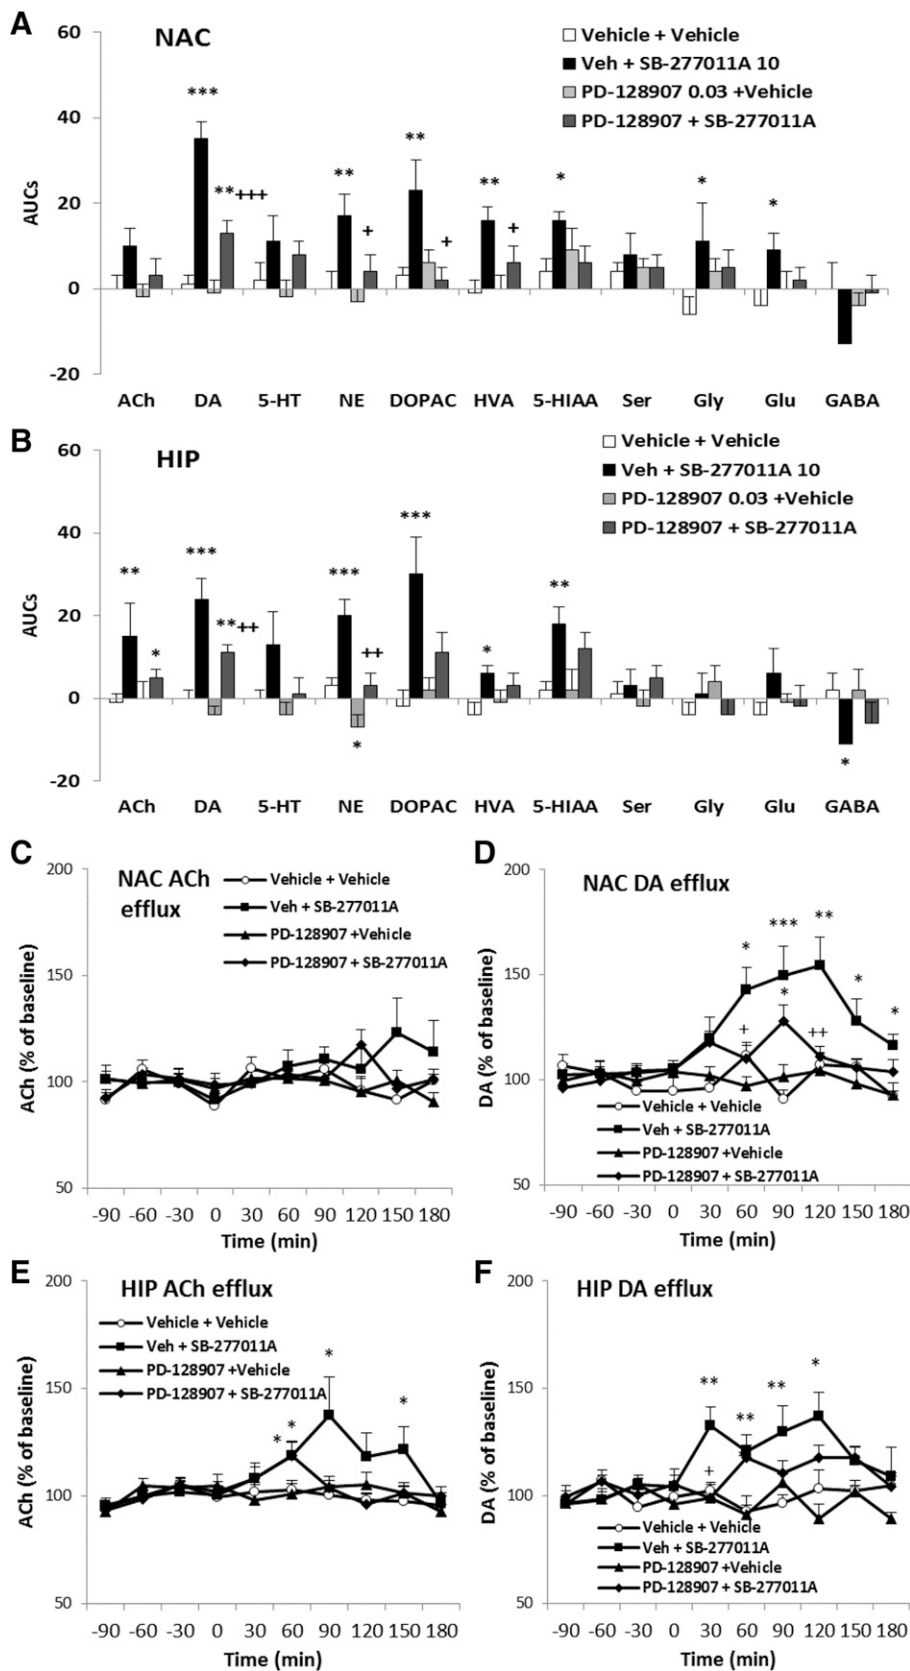 A
NAC
Vehicle + Vehicle
Veh + SB-277011A 10
PD-128907 0.03 +Vehicle
PD-128907 + SB-277011A
AUCs
60
40
20
0
-20
*** ** +++ ** + ** + ** + * * *
ACh DA 5-HT NE DOPAC HVA 5-HIAA Ser Gly Glu GABA
B
HIP
Vehicle + Vehicle
Veh + SB-277011A 10
PD-128907 0.03 +Vehicle
PD-128907 + SB-277011A
AUCs
60
40
20
0
-20
** * *** ** ++ *** ++ * *** * ** *
ACh DA 5-HT NE DOPAC HVA 5-HIAA Ser Gly Glu GABA
C
NAC ACh
efflux
Vehicle + Vehicle
Veh + SB-277011A
PD-128907 +Vehicle
PD-128907 + SB-277011A
ACh (% of baseline)
200
150
100
50
-90 -60 -30 0 30 60 90 120 150 180
Time (min)
D
NAC DA efflux
* *** ** * *
* + ++
Vehicle + Vehicle
Veh + SB-277011A
PD-128907 +Vehicle
PD-128907 + SB-277011A
DA (% of baseline)
200
150
100
50
-90 -60 -30 0 30 60 90 120 150 180
Time (min)
E
HIP ACh efflux
Vehicle + Vehicle
Veh + SB-277011A
PD-128907 +Vehicle
PD-128907 + SB-277011A
* * * *
ACh (% of baseline)
200
150
100
50
-90 -60 -30 0 30 60 90 120 150 180
Time (min)
F
HIP DA efflux
** ** ** *
+ *
Vehicle + Vehicle
Veh + SB-277011A
PD-128907 +Vehicle
PD-128907 + SB-277011A
DA (% of baseline)
200
150
100
50
-90 -60 -30 0 30 60 90 120 150 180
Time (min)